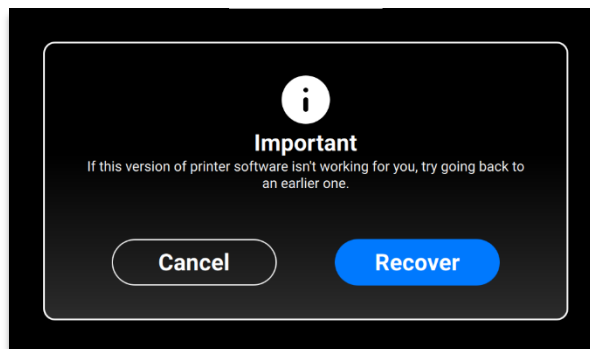 Important
If this version of printer software isn't working for you, try going back to
an earlier one.
Cancel
Recover